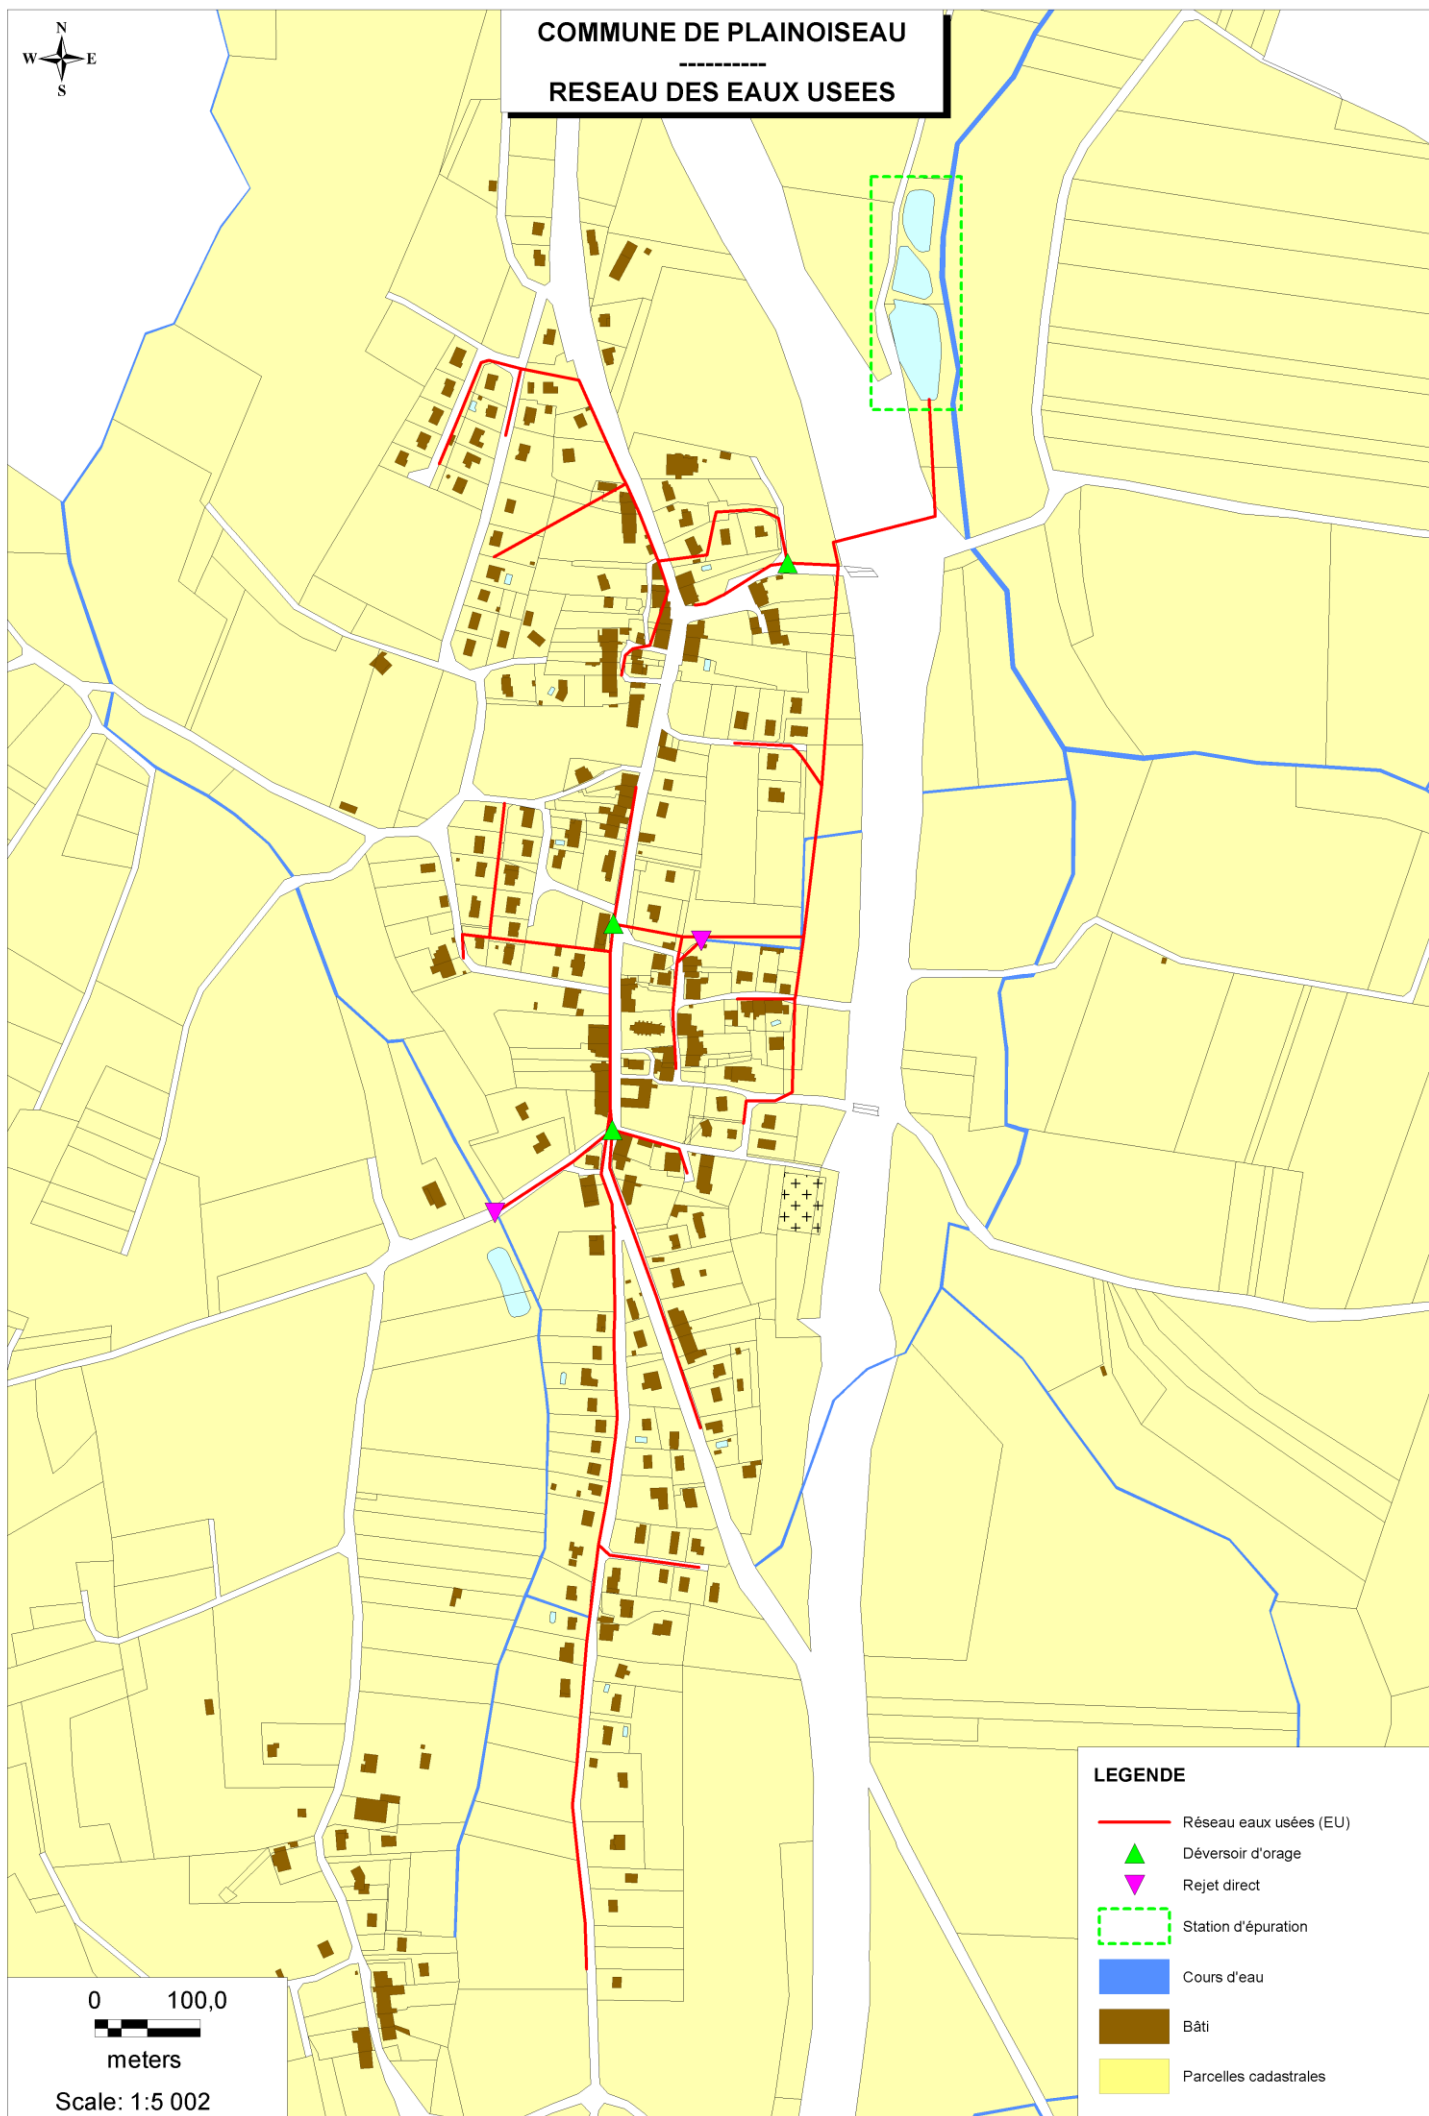 N
W E
S
COMMUNE DE PLAINOISEAU
----------
RESEAU DES EAUX USEES
LEGENDE
Réseau eaux usées (EU)
Déversoir d'orage
Rejet direct
Station d'épuration
Cours d'eau
Bâti
Parcelles cadastrales
0 100,0
meters
Scale: 1:5 002